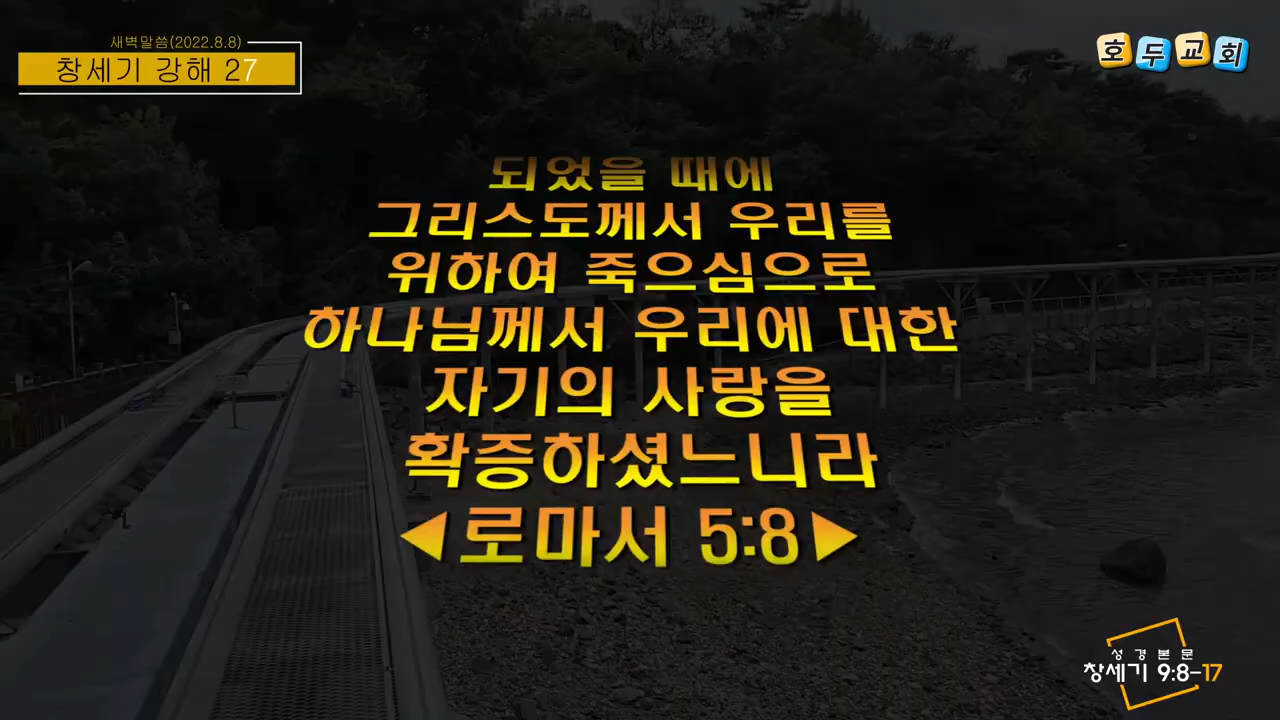 새벽말씀(2022.8.8)
창세기 강해 27
호두교회
되었을 때에
그리스도께서 우리를
위하여 죽으심으로
하나님께서 우리에 대한
자기의 사랑을
확증하셨느니라
◀로마서 5:8▶
성경본문
창세기 9:8-17